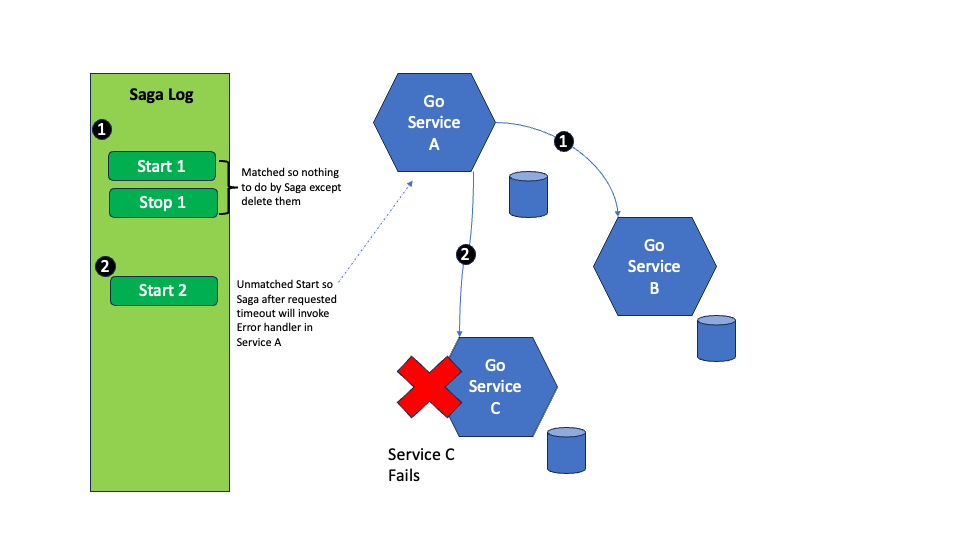 Saga Log
1
Start 1
Stop 1
Matched so nothing
to do by Saga except
delete them
2
Start 2
Unmatched Start so
Saga after requested
timeout will invoke
Error handler in
Service A
Go
Service
A
1
Go
Service
B
2
Go
Service
C
Service C
Fails